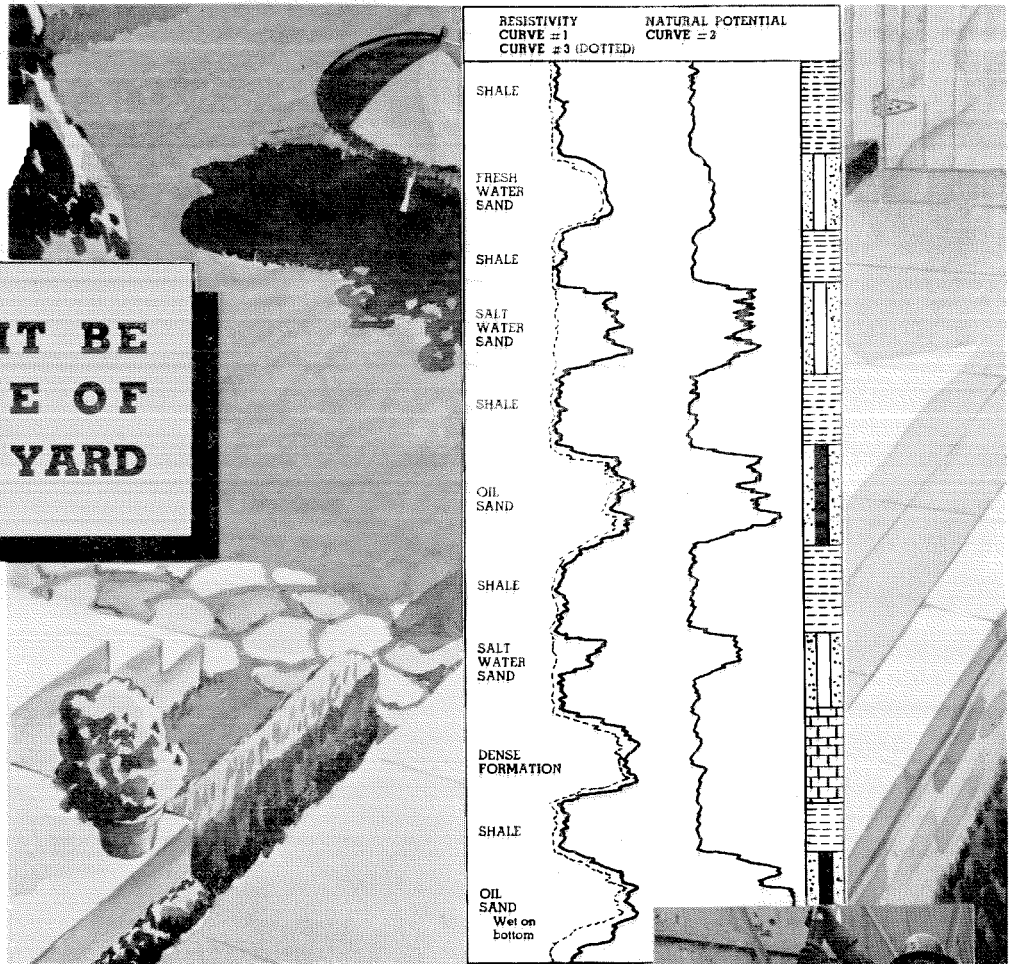 IT BE
E OF
YARD
RESISTIVITY
CURVE #1
CURVE #3 (DOTTED)
NATURAL POTENTIAL
CURVE #2
SHALE
FRESH
WATER
SAND
SHALE
SALT
WATER
SAND
SHALE
OIL
SAND
SHALE
SALT
WATER
SAND
DENSE
FORMATION
SHALE
OIL
SAND
Wet on
bottom